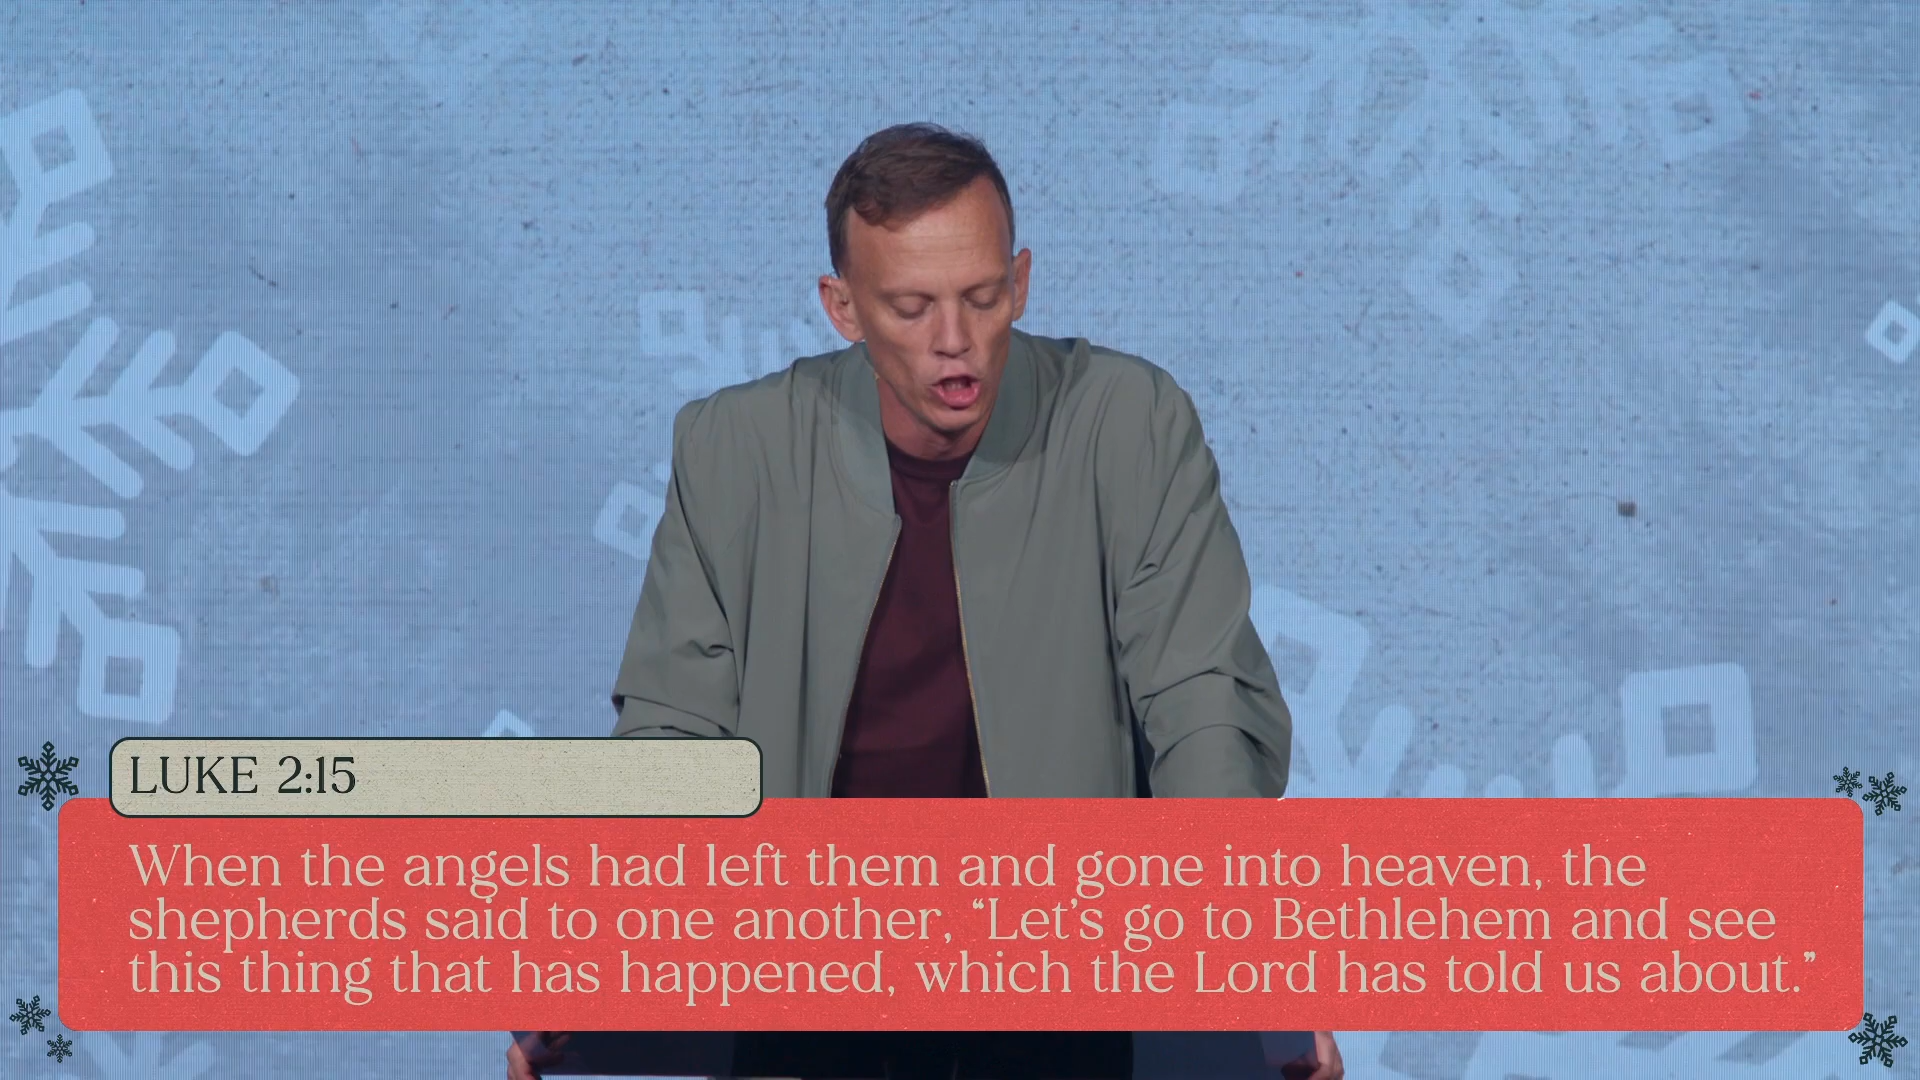 LUKE 2:15
When the angels had left them and gone into heaven, the
shepherds said to one another, “Let’s go to Bethlehem and see
this thing that has happened, which the Lord has told us about.”